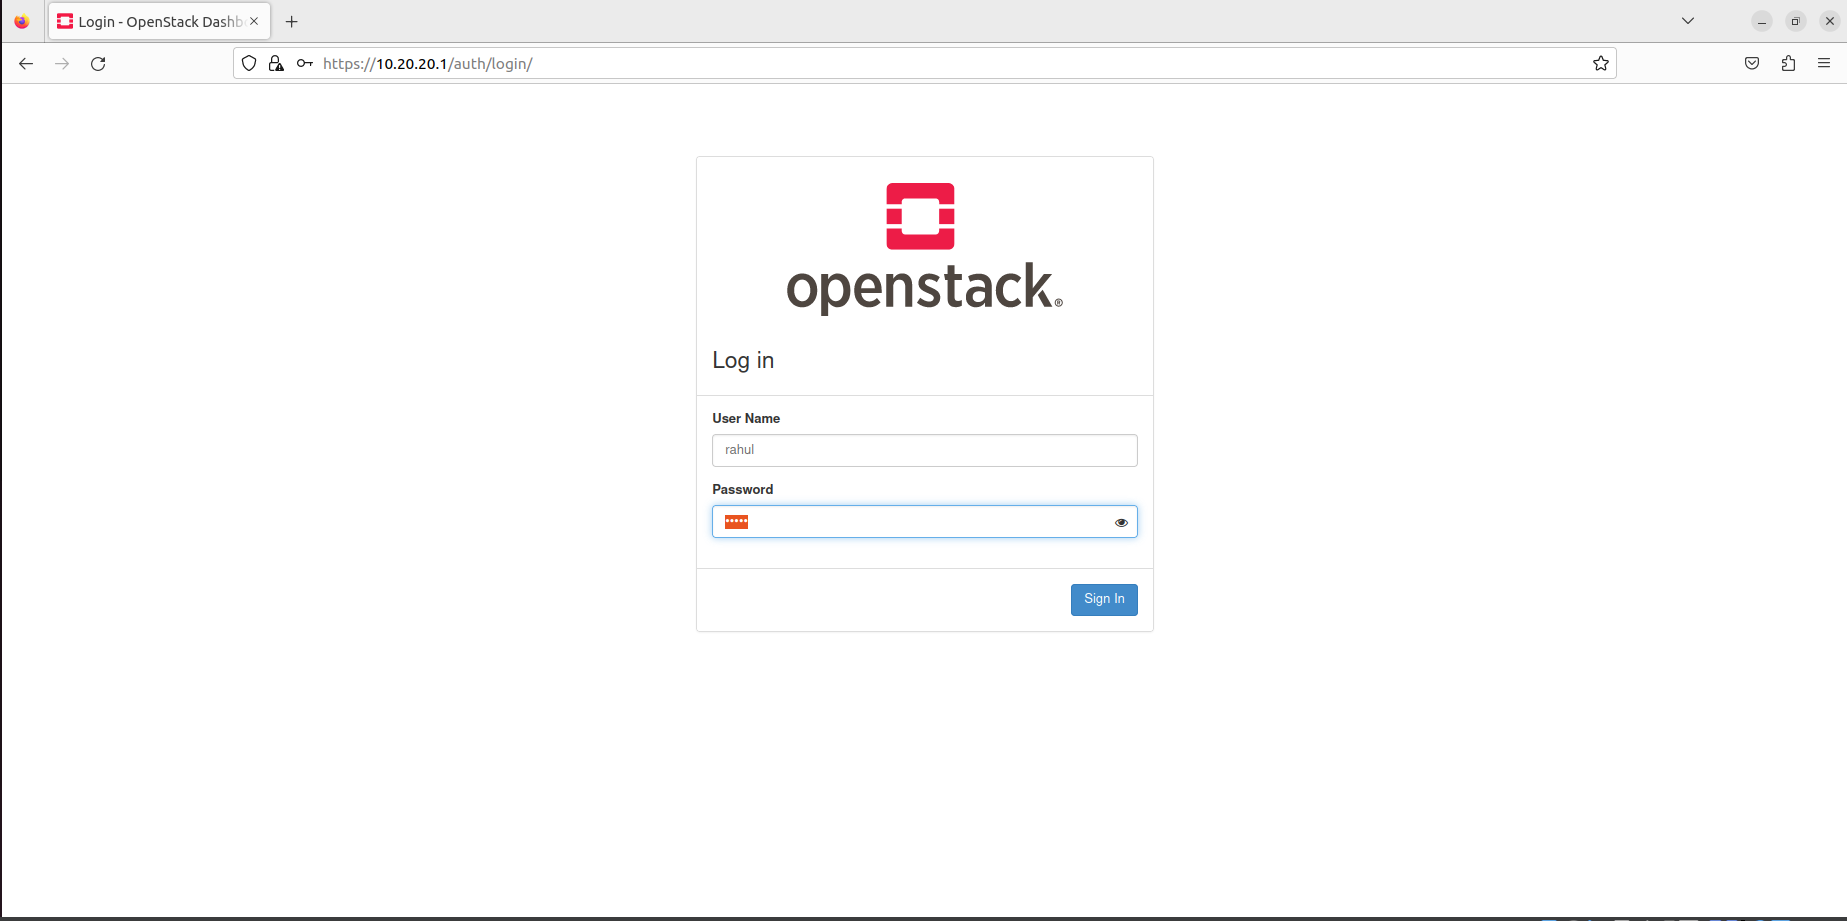 Login - OpenStack Dashb
https://10.20.20.1/auth/login/
openstack®
Log in
User Name
rahul
Password
•••••
Sign In